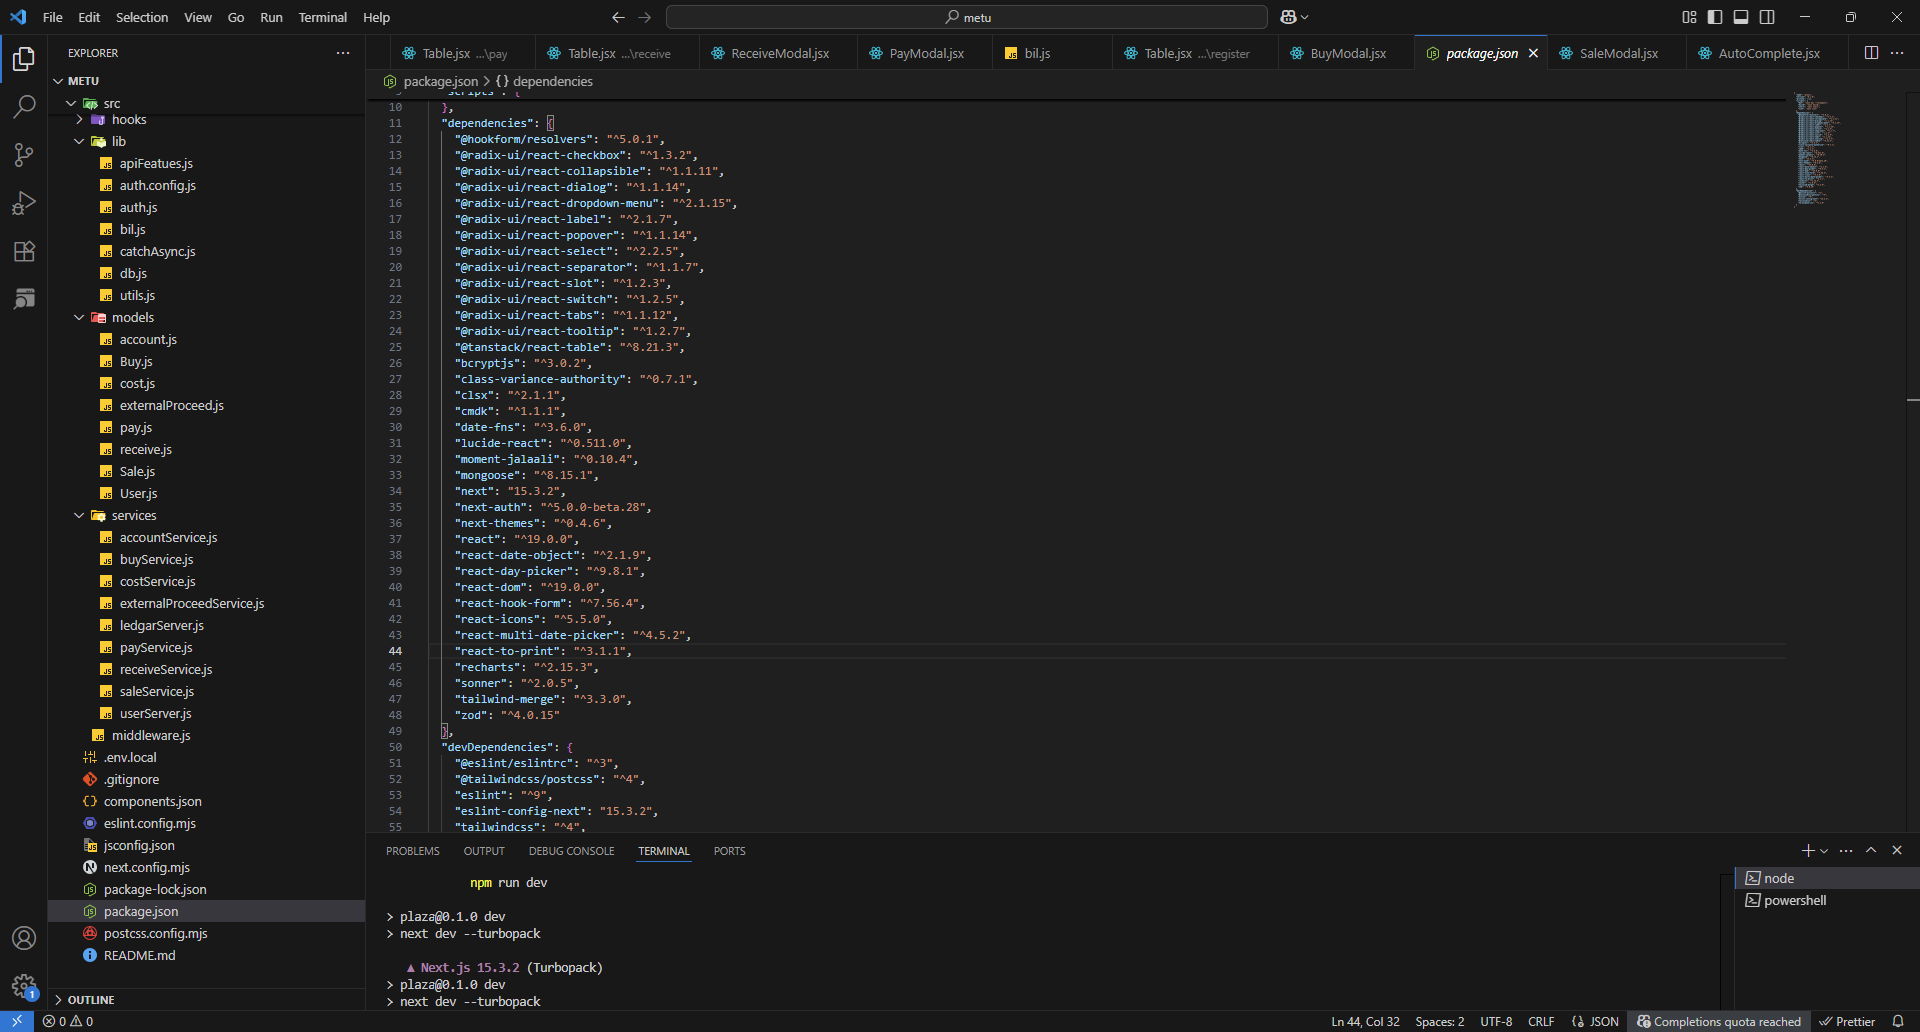 File Edit Selection View Go Run Terminal Help
metu
EXPLORER
METU
src
hooks
lib
apiFeatues.js
auth.config.js
auth.js
bil.js
catchAsync.js
db.js
utils.js
models
account.js
Buy.js
cost.js
externalProceed.js
pay.js
receive.js
Sale.js
User.js
services
accountService.js
buyService.js
costService.js
externalProceedService.js
ledgarServer.js
payService.js
receiveService.js
saleService.js
userServer.js
middleware.js
.env.local
.gitignore
components.json
eslint.config.mjs
jsconfig.json
next.config.mjs
package-lock.json
package.json
postcss.config.mjs
README.md
OUTLINE
Table.jsx ...\pay Table.jsx ...\receive ReceiveModal.jsx PayModal.jsx bil.js Table.jsx ...\register BuyModal.jsx package.json SaleModal.jsx AutoComplete.jsx
package.json > {} dependencies
9 "scripts": {
10 },
11 "dependencies": {
12 "@hookform/resolvers": "^5.0.1",
13 "@radix-ui/react-checkbox": "^1.3.2",
14 "@radix-ui/react-collapsible": "^1.1.11",
15 "@radix-ui/react-dialog": "^1.1.14",
16 "@radix-ui/react-dropdown-menu": "^2.1.15",
17 "@radix-ui/react-label": "^2.1.7",
18 "@radix-ui/react-popover": "^1.1.14",
19 "@radix-ui/react-select": "^2.2.5",
20 "@radix-ui/react-separator": "^1.1.7",
21 "@radix-ui/react-slot": "^1.2.3",
22 "@radix-ui/react-switch": "^1.2.5",
23 "@radix-ui/react-tabs": "^1.1.12",
24 "@radix-ui/react-tooltip": "^1.2.7",
25 "@tanstack/react-table": "^8.21.3",
26 "bcryptjs": "^3.0.2",
27 "class-variance-authority": "^0.7.1",
28 "clsx": "^2.1.1",
29 "cmdk": "^1.1.1",
30 "date-fns": "^3.6.0",
31 "lucide-react": "^0.511.0",
32 "moment-jalaali": "^0.10.4",
33 "mongoose": "^8.15.1",
34 "next": "15.3.2",
35 "next-auth": "^5.0.0-beta.28",
36 "next-themes": "^0.4.6",
37 "react": "^19.0.0",
38 "react-date-object": "^2.1.9",
39 "react-day-picker": "^9.8.1",
40 "react-dom": "^19.0.0",
41 "react-hook-form": "^7.56.4",
42 "react-icons": "^5.5.0",
43 "react-multi-date-picker": "^4.5.2",
44 "react-to-print": "^3.1.1",
45 "recharts": "^2.15.3",
46 "sonner": "^2.0.5",
47 "tailwind-merge": "^3.3.0",
48 "zod": "^4.0.15"
49 },
50 "devDependencies": {
51 "@eslint/eslintrc": "^3",
52 "@tailwindcss/postcss": "^4",
53 "eslint": "^9",
54 "eslint-config-next": "15.3.2",
55 "tailwindcss": "^4",
PROBLEMS OUTPUT DEBUG CONSOLE TERMINAL PORTS
npm run dev
> plaza@0.1.0 dev
> next dev --turbopack
▲ Next.js 15.3.2 (Turbopack)
> plaza@0.1.0 dev
> next dev --turbopack
node
powershell
1
0 0
Ln 44, Col 32 Spaces: 2 UTF-8 CRLF {} JSON Completions quota reached Prettier